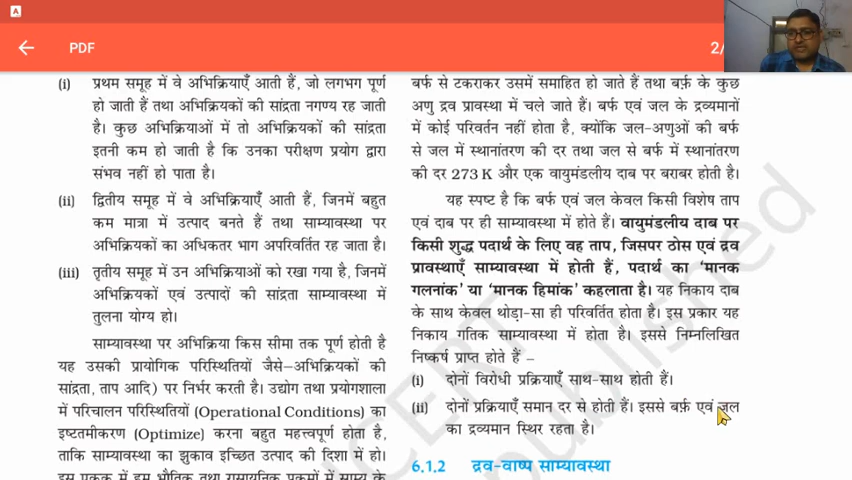 A
PDF
2/
(i) प्रथम समूह में वे अभिक्रियाएँ आती हैं, जो लगभग पूर्ण
हो जाती हैं तथा अभिक्रियकों की सांद्रता नगण्य रह जाती
है। कुछ अभिक्रियाओं में तो अभिक्रियकों की सांद्रता
इतनी कम हो जाती है कि उनका परीक्षण प्रयोग द्वारा
संभव नहीं हो पाता है।
(ii) द्वितीय समूह में वे अभिक्रियाएँ आती हैं, जिनमें बहुत
कम मात्रा में उत्पाद बनते हैं तथा साम्यावस्था पर
अभिक्रियकों का अधिकतर भाग अपरिवर्तित रह जाता है।
(iii) तृतीय समूह में उन अभिक्रियाओं को रखा गया है, जिनमें
अभिक्रियकों एवं उत्पादों की सांद्रता साम्यावस्था में
तुलना योग्य हो।
साम्यावस्था पर अभिक्रिया किस सीमा तक पूर्ण होती है
यह उसकी प्रायोगिक परिस्थितियों जैसे–अभिक्रियकों की
सांद्रता, ताप आदि) पर निर्भर करती है। उद्योग तथा प्रयोगशाला
में परिचालन परिस्थितियों (Operational Conditions) का
इष्टतमीकरण (Optimize) करना बहुत महत्त्वपूर्ण होता है,
ताकि साम्यावस्था का झुकाव इच्छित उत्पाद की दिशा में हो।
इस एकक में हम भौतिक तथा रासायनिक प्रक्रमों में साम्य के
बर्फ से टकराकर उसमें समाहित हो जाते हैं तथा बर्फ़ के कुछ
अणु द्रव प्रावस्था में चले जाते हैं। बर्फ एवं जल के द्रव्यमानों
में कोई परिवर्तन नहीं होता है, क्योंकि जल-अणुओं की बर्फ
से जल में स्थानांतरण की दर तथा जल से बर्फ में स्थानांतरण
की दर 273 K और एक वायुमंडलीय दाब पर बराबर होती है।
यह स्पष्ट है कि बर्फ एवं जल केवल किसी विशेष ताप
एवं दाब पर ही साम्यावस्था में होते हैं। वायुमंडलीय दाब पर
किसी शुद्ध पदार्थ के लिए वह ताप, जिसपर ठोस एवं द्रव
प्रावस्थाएँ साम्यावस्था में होती हैं, पदार्थ का ‘मानक
गलनांक’ या ‘मानक हिमांक’ कहलाता है। यह निकाय दाब
के साथ केवल थोड़ा-सा ही परिवर्तित होता है। इस प्रकार यह
निकाय गतिक साम्यावस्था में होता है। इससे निम्नलिखित
निष्कर्ष प्राप्त होते हैं –
(i) दोनों विरोधी प्रक्रियाएँ साथ-साथ होती हैं।
(ii) दोनों प्रक्रियाएँ समान दर से होती हैं। इससे बर्फ़ एवं जल
का द्रव्यमान स्थिर रहता है।
6.1.2 द्रव-वाष्प साम्यावस्था